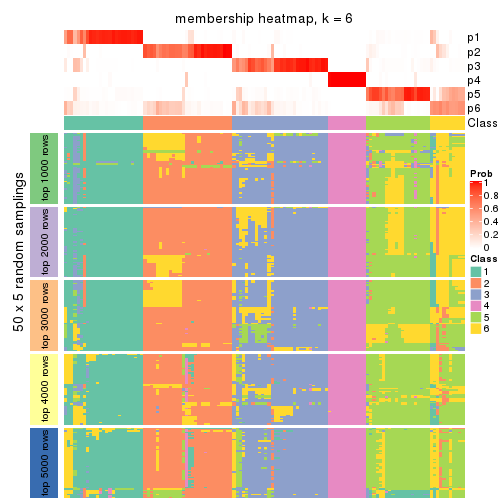 membership heatmap, k = 6
p1
p2
p3
p4
p5
p6
Class
50 x 5 random samplings
top 1000 rows
top 2000 rows
top 3000 rows
top 4000 rows
top 5000 rows
Prob
1
0.8
0.6
0.4
0.2
0
Class
1
2
3
4
5
6